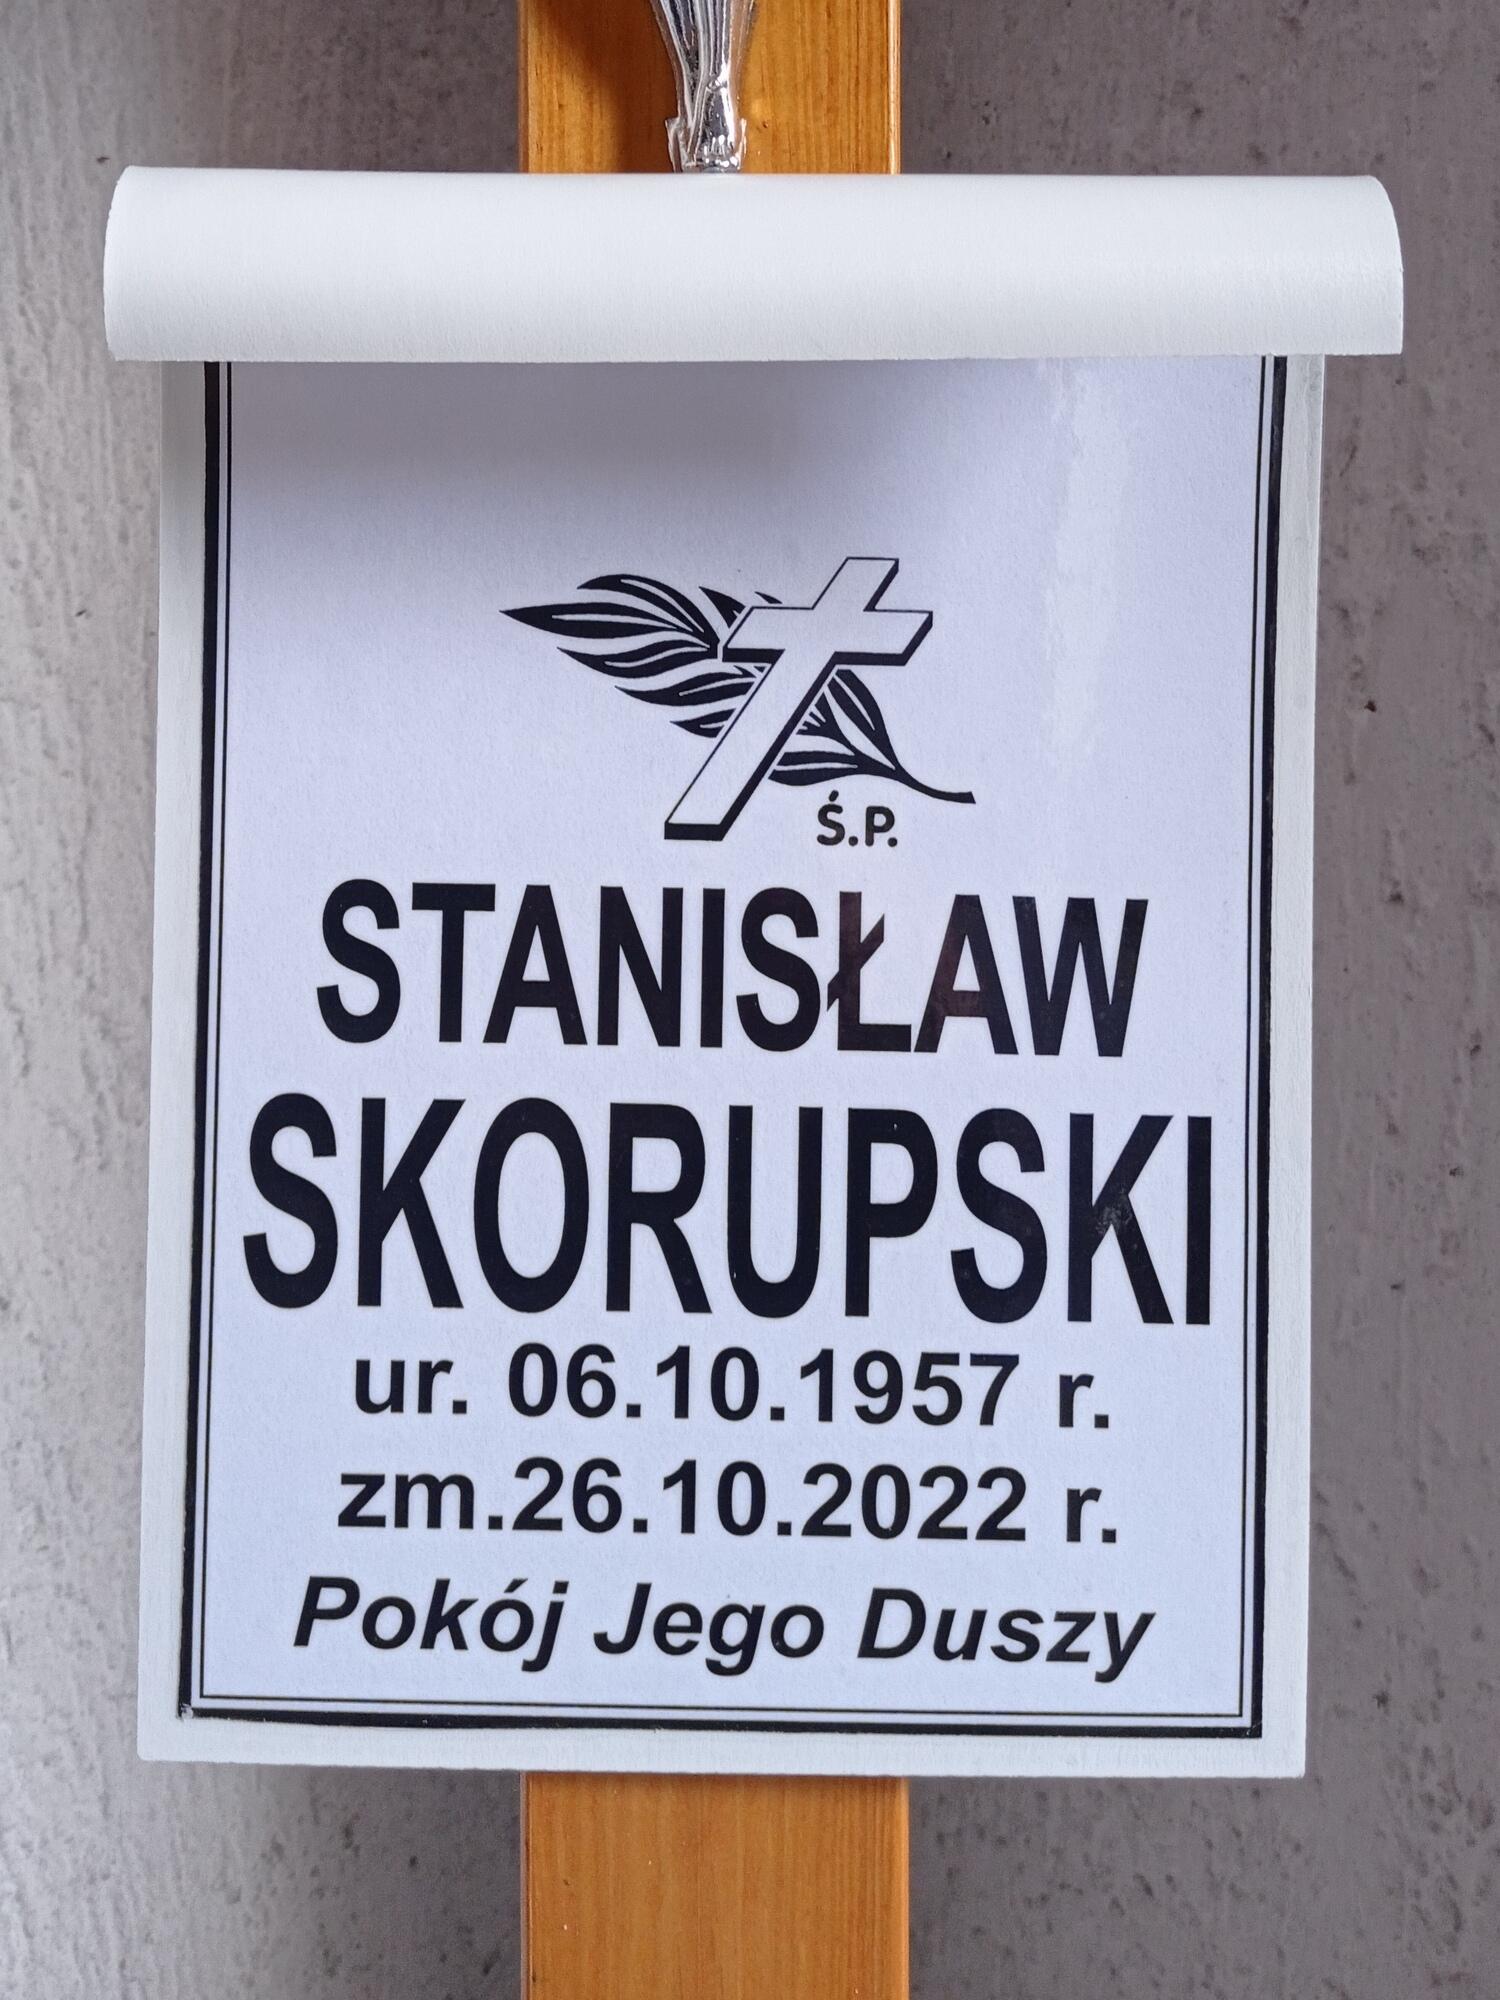 Ś.P.
STANISŁAW
SKORUPSKI
ur. 06.10.1957 r.
zm.26.10.2022 r.
Pokój Jego Duszy